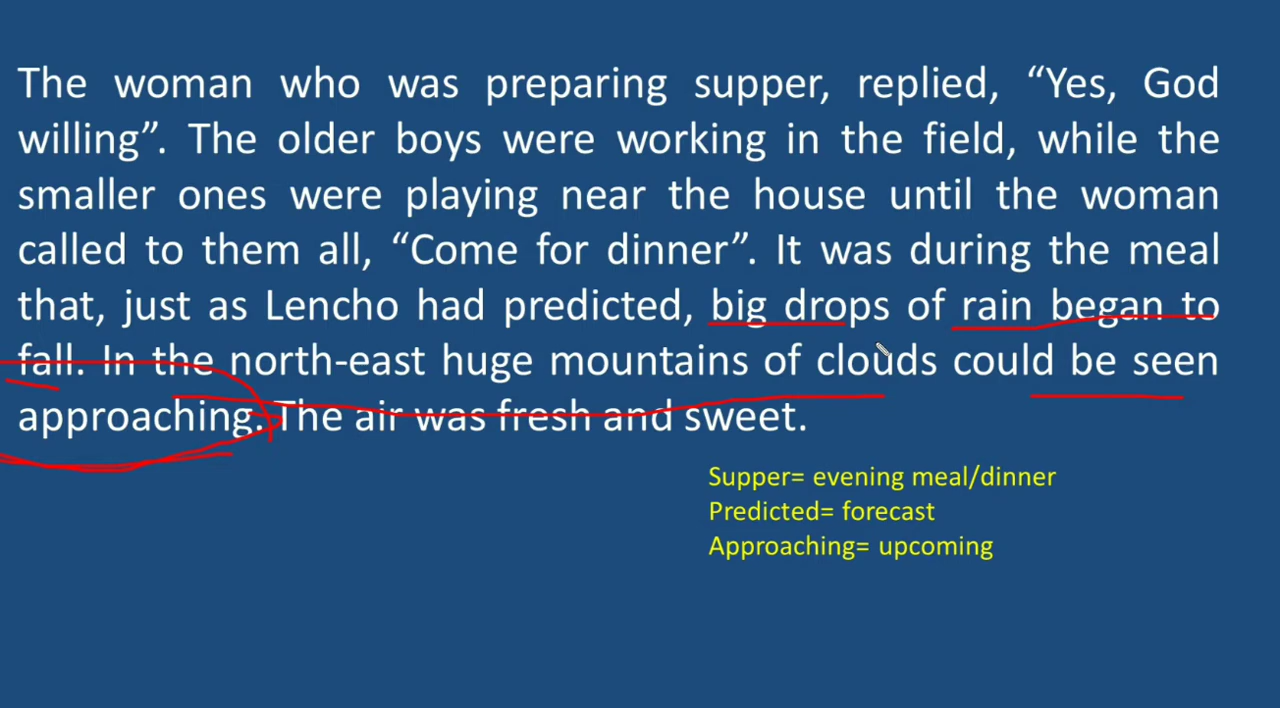 The woman who was preparing supper, replied, “Yes, God
willing”. The older boys were working in the field, while the
smaller ones were playing near the house until the woman
called to them all, “Come for dinner”. It was during the meal
that, just as Lencho had predicted, big drops of rain began to
fall. In the north-east huge mountains of clouds could be seen
approaching. The air was fresh and sweet.
Supper= evening meal/dinner
Predicted= forecast
Approaching= upcoming